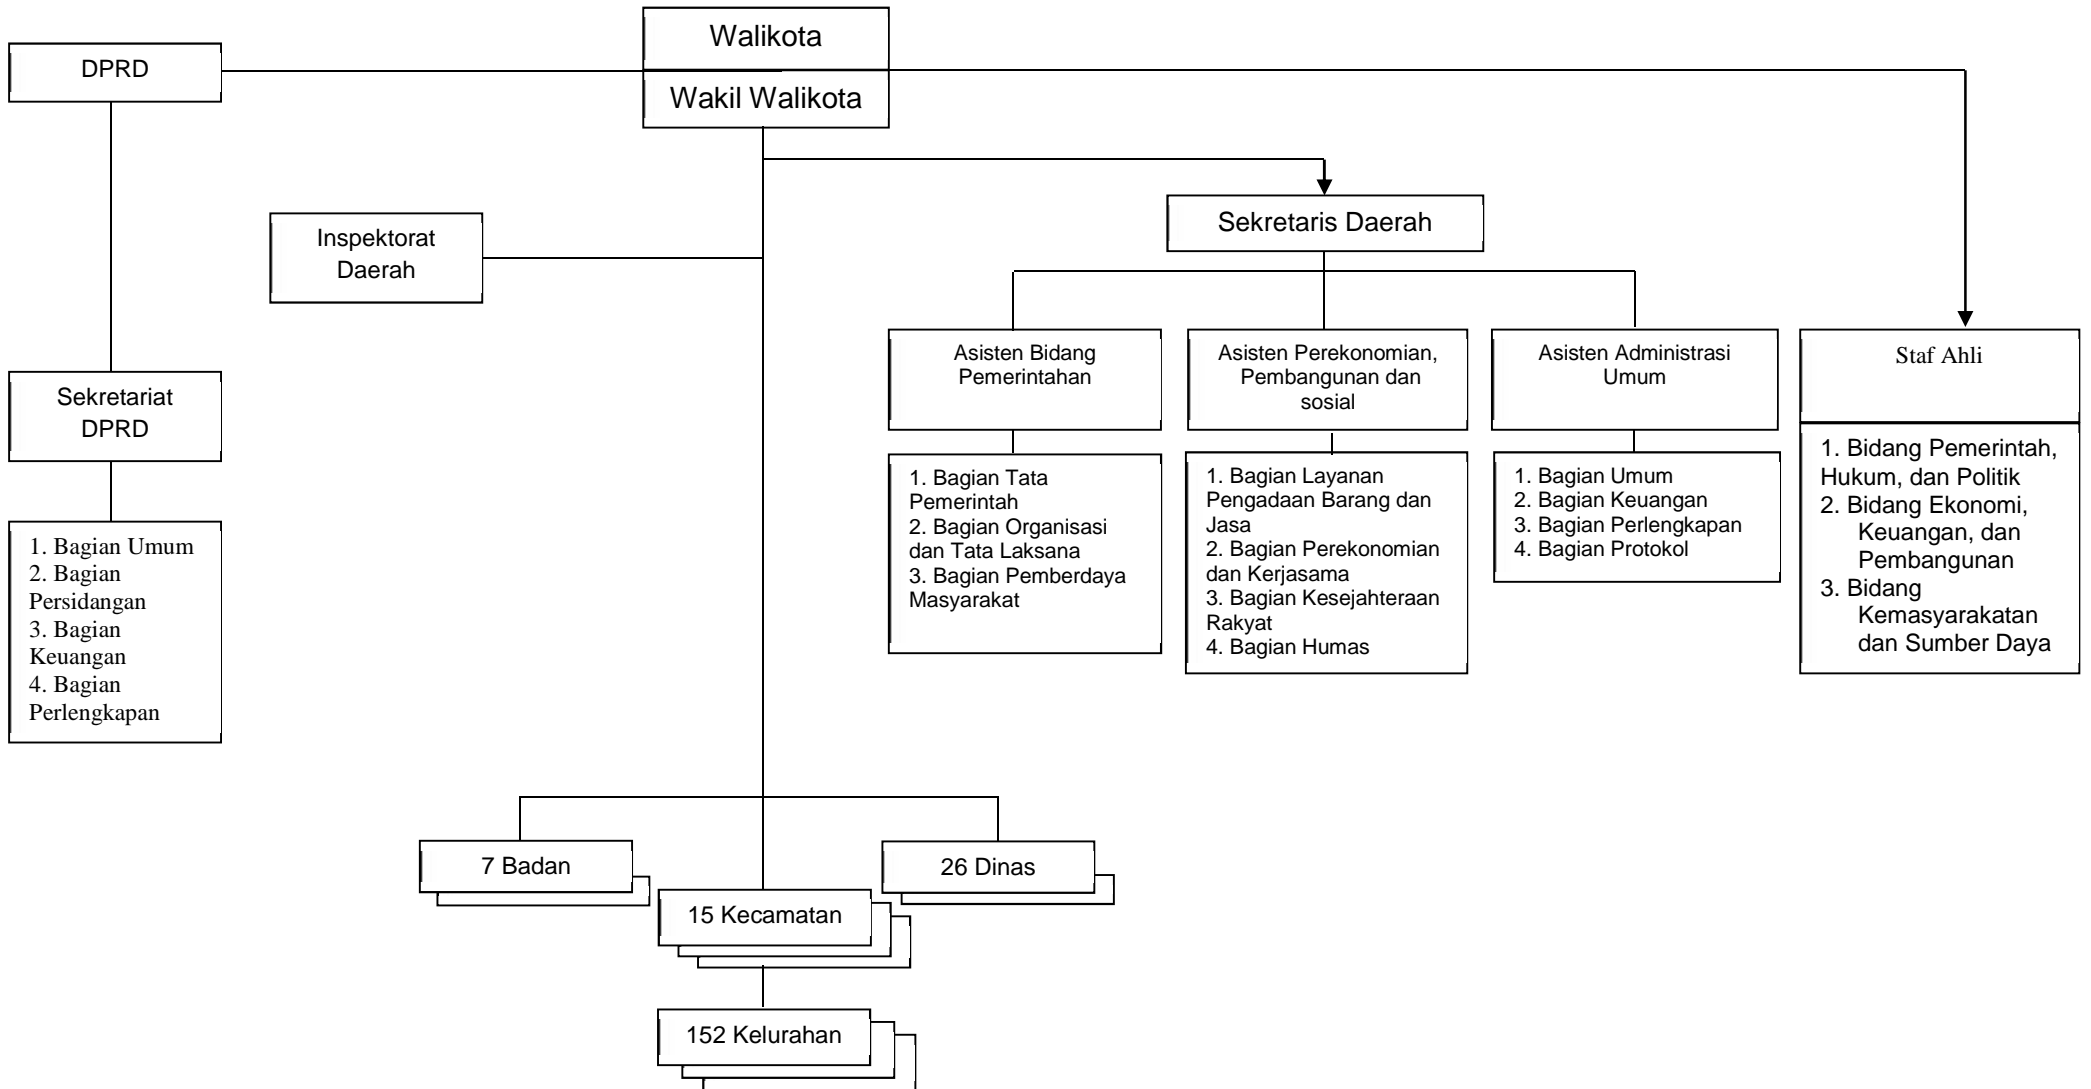 Walikota
DPRD
Wakil Walikota
Sekretaris Daerah
Inspektorat
Daerah
Asisten Bidang
Pemerintahan
Asisten Perekonomian,
Pembangunan dan
sosial
Asisten Administrasi
Umum
Staf Ahli
Sekretariat
DPRD
1. Bagian Tata
Pemerintah
2. Bagian Organisasi
dan Tata Laksana
3. Bagian Pemberdaya
Masyarakat
1. Bagian Layanan
Pengadaan Barang dan
Jasa
2. Bagian Perekonomian
dan Kerjasama
3. Bagian Kesejahteraan
Rakyat
4. Bagian Humas
1. Bagian Umum
2. Bagian Keuangan
3. Bagian Perlengkapan
4. Bagian Protokol
1. Bidang Pemerintah,
Hukum, dan Politik
2. Bidang Ekonomi,
Keuangan, dan
Pembangunan
3. Bidang
Kemasyarakatan
dan Sumber Daya
1. Bagian Umum
2. Bagian
Persidangan
3. Bagian
Keuangan
4. Bagian
Perlengkapan
7 Badan
26 Dinas
15 Kecamatan
152 Kelurahan